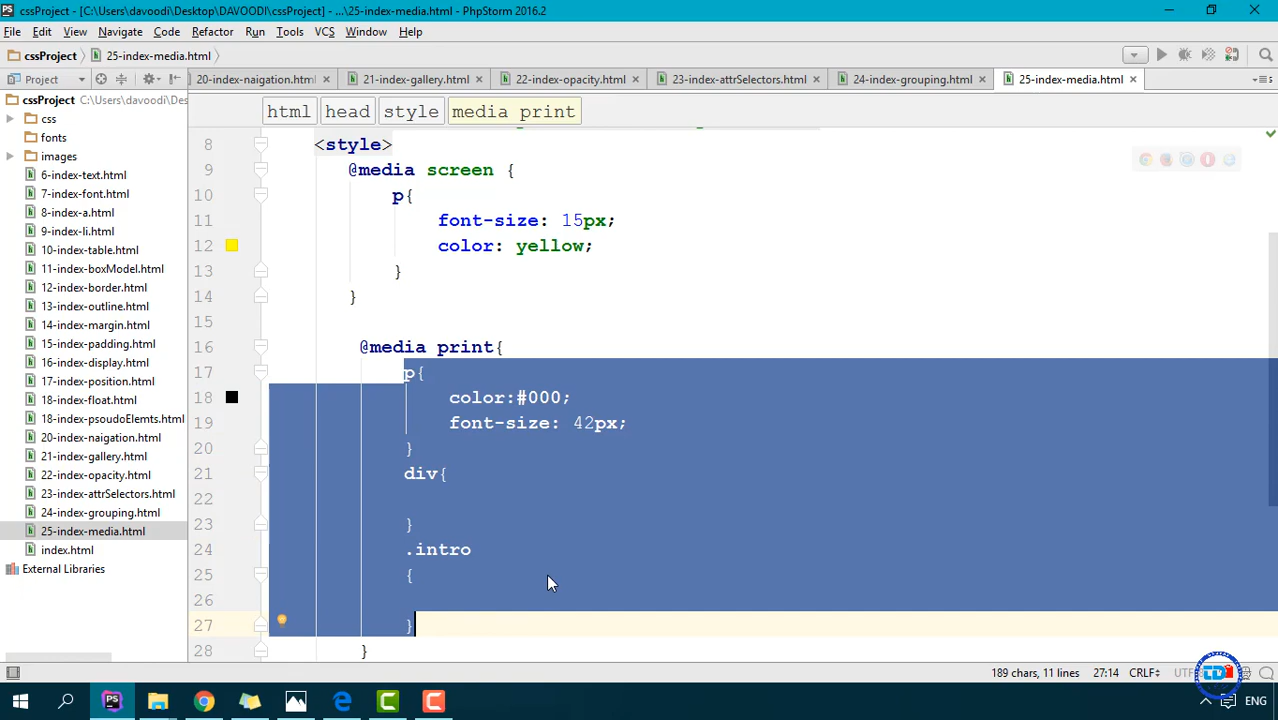 cssProject - [C:\Users\davoodi\Desktop\DAVOODI\cssProject] - ...\25-index-media.html - PhpStorm 2016.2
File Edit View Navigate Code Refactor Run Tools VCS Window Help
cssProject 25-index-media.html
Project 20-index-naigation.html 21-index-gallery.html 22-index-opacity.html 23-index-attrSelectors.html 24-index-grouping.html 25-index-media.html
html head style media print
cssProject C:\Users\davoodi\Des
css
fonts
images
6-index-text.html
7-index-font.html
8-index-a.html
9-index-li.html
10-index-table.html
11-index-boxModel.html
12-index-border.html
13-index-outline.html
14-index-margin.html
15-index-padding.html
16-index-display.html
17-index-position.html
18-index-float.html
18-index-psoudoElemts.html
20-index-naigation.html
21-index-gallery.html
22-index-opacity.html
23-index-attrSelectors.html
24-index-grouping.html
25-index-media.html
index.html
External Libraries
8 <style>
9 @media screen {
10 p{
11 font-size: 15px;
12 color: yellow;
13 }
14 }
15
16 @media print{
17 p{
18 color:#000;
19 font-size: 42px;
20 }
21 div{
22
23 }
24 .intro
25 {
26
27 }
28 }
189 chars, 11 lines 27:14 CRLF
TD
ENG